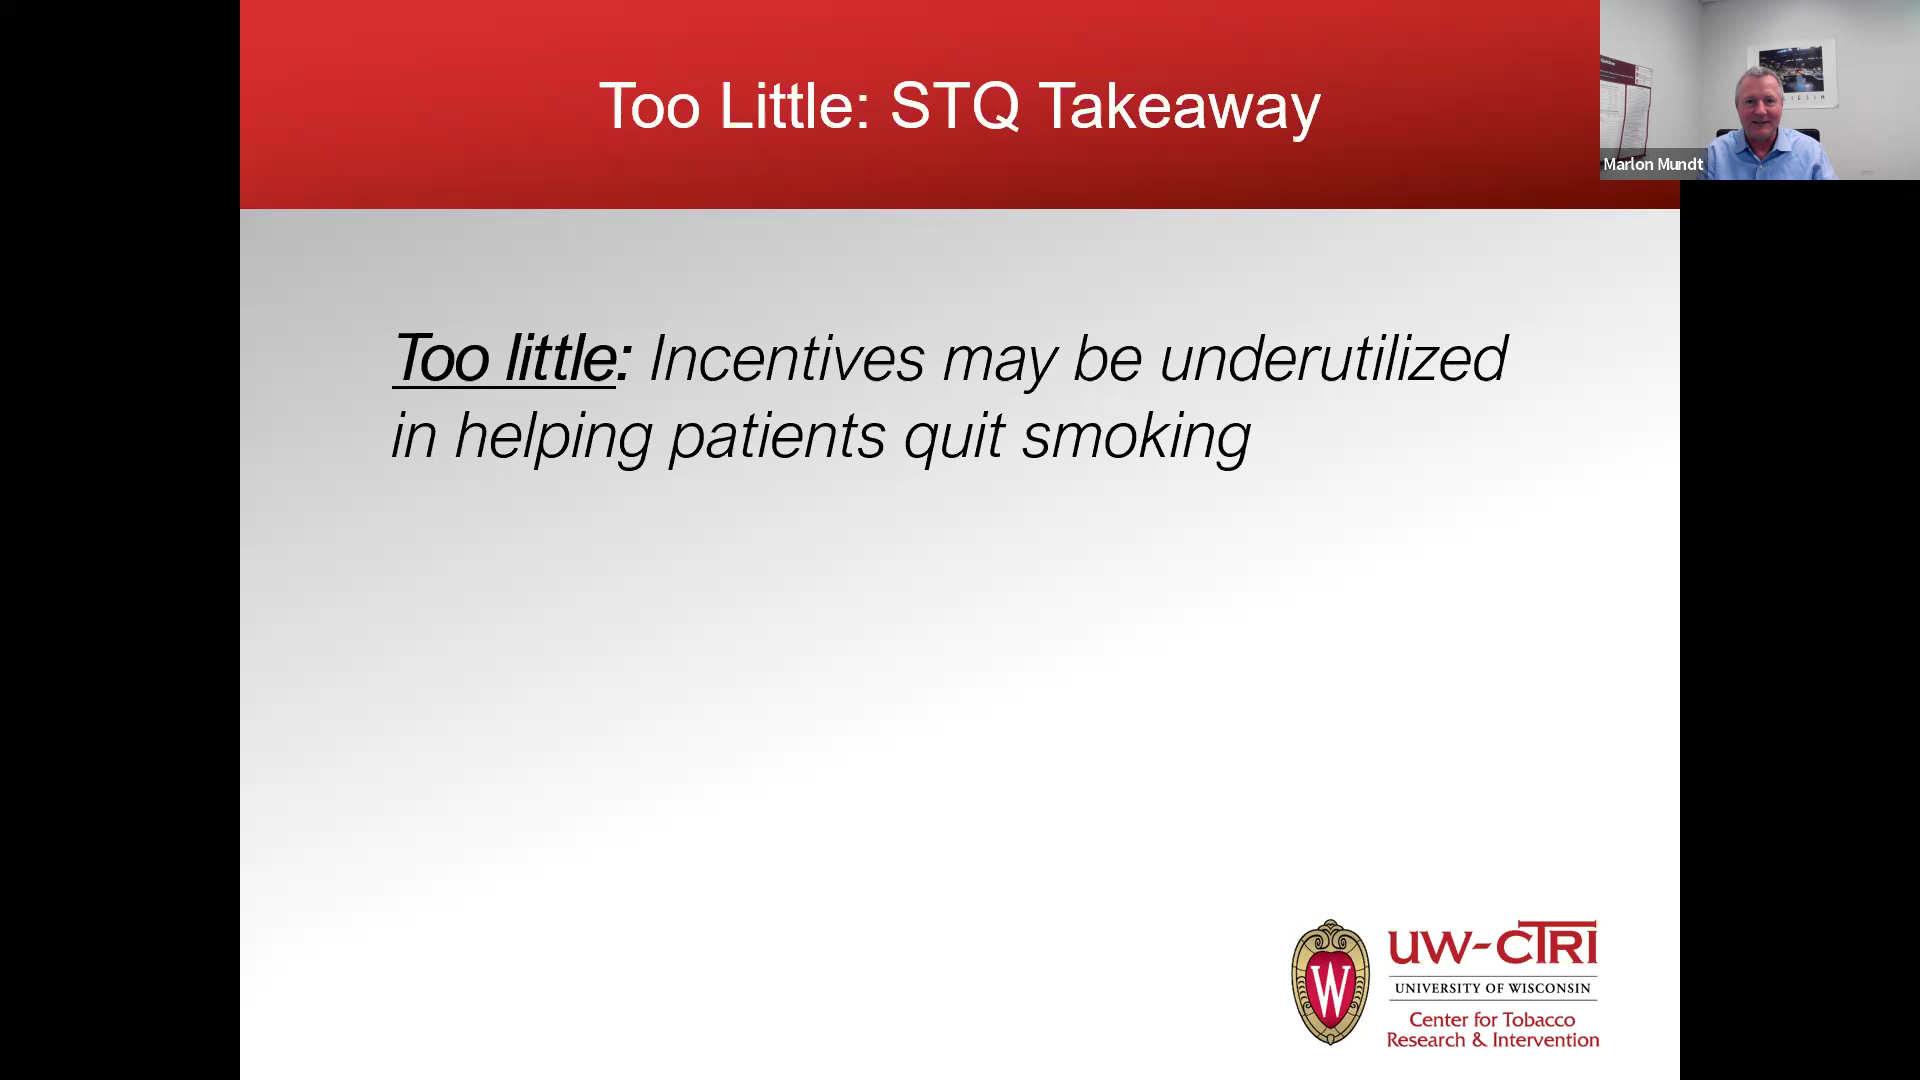 Too Little: STQ Takeaway
Marlon Mundt
Too little: Incentives may be underutilized
in helping patients quit smoking
W
UW-CTRI
UNIVERSITY OF WISCONSIN
Center for Tobacco
Research & Intervention